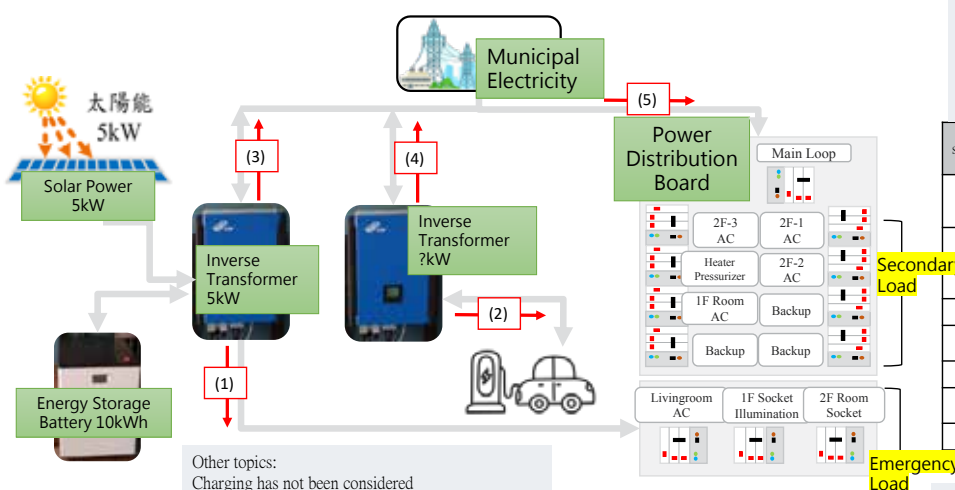 Municipal
Electricity
太陽能
5kW
Solar Power
5kW
(3)
(4)
(5)
Power
Distribution
Board
Main Loop
Inverse
Transformer
5kW
Inverse
Transformer
?kW
2F-3
AC
2F-1
AC
Heater
Pressurizer
2F-2
AC
1F Room
AC
Backup
Backup
Backup
Secondar
Load
(2)
(1)
Energy Storage
Battery 10kWh
Livingroom
AC
1F Socket
Illumination
2F Room
Socket
Emergency
Load
Other topics:
Charging has not been considered
s